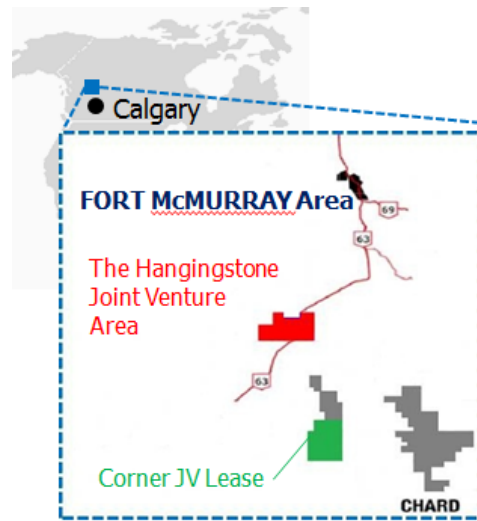 Calgary
FORT McMURRAY Area
69
63
The Hangingstone
Joint Venture
Area
63
Corner JV Lease
CHARD